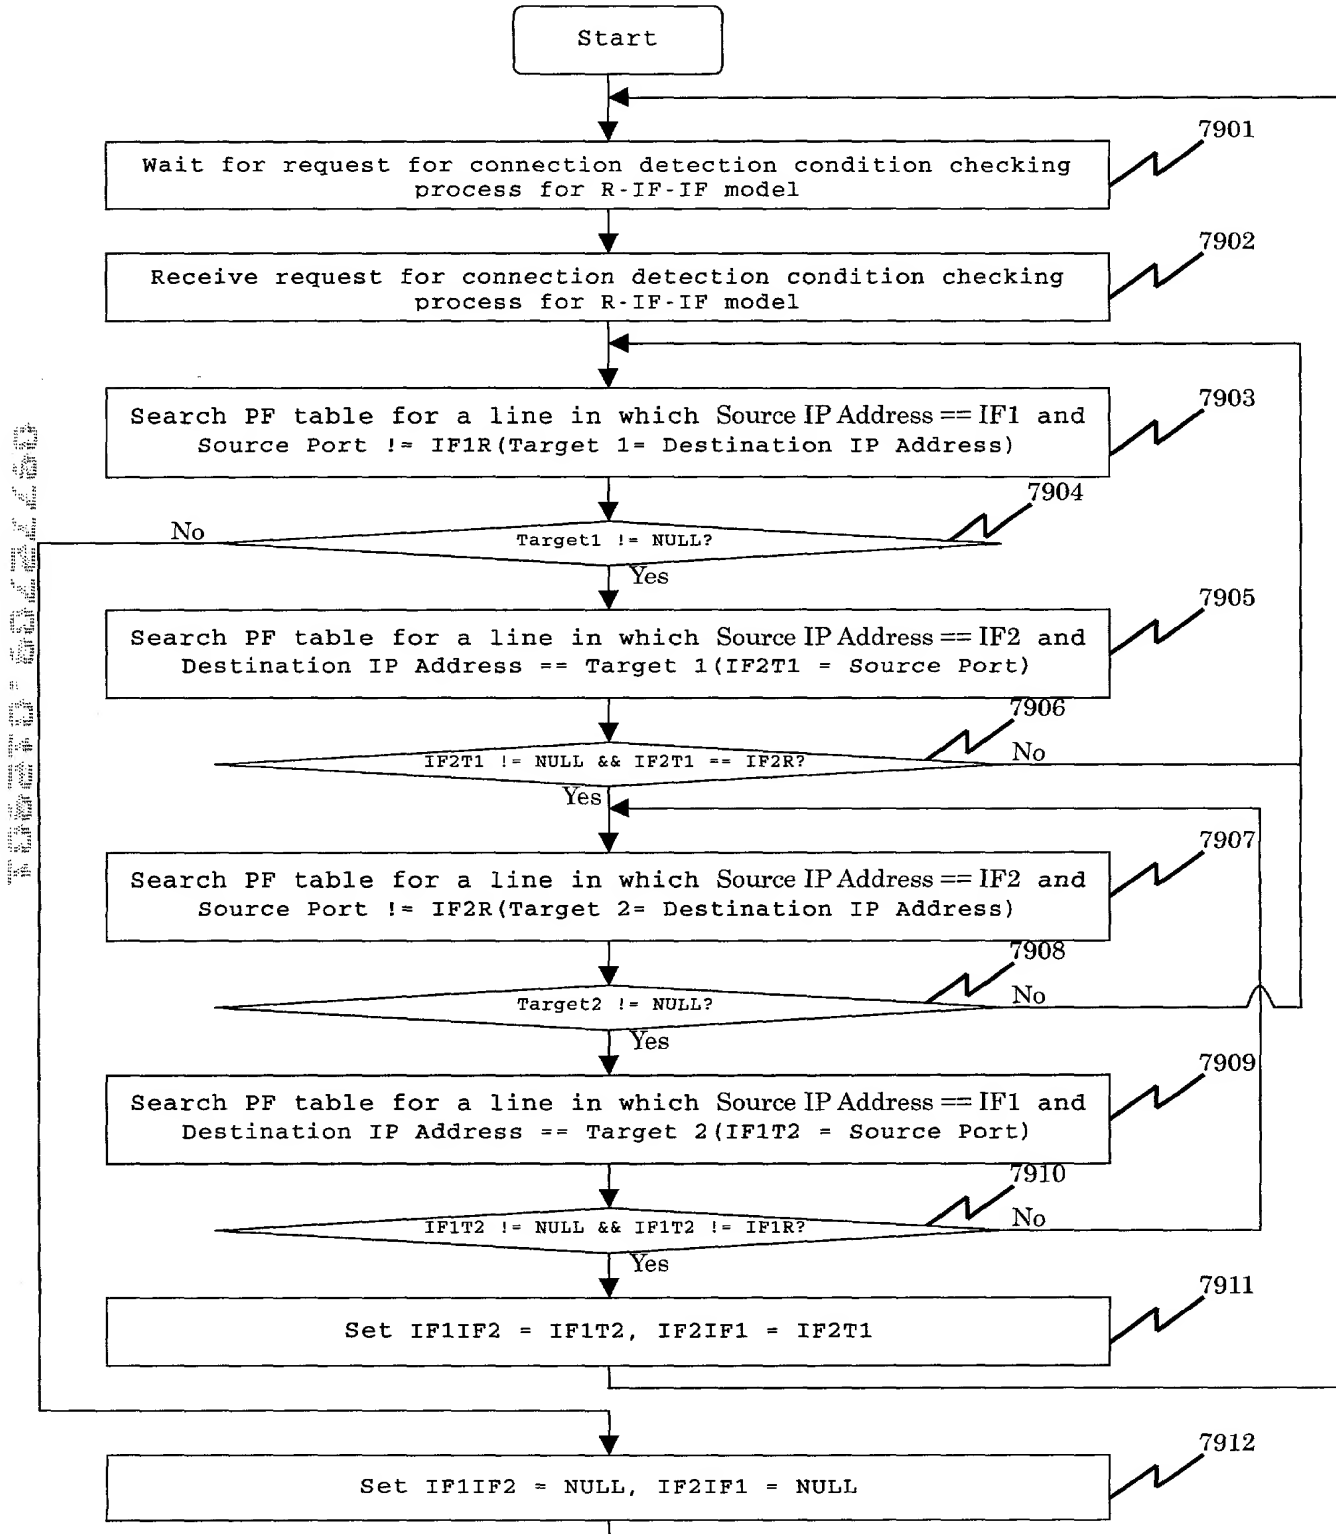 Start
7901
Wait for request for connection detection condition checking
process for R-IF-IF model
7902
Receive request for connection detection condition checking
process for R-IF-IF model
7903
Search PF table for a line in which Source IP Address == IF1 and
Source Port != IF1R(Target 1= Destination IP Address)
7904
No
Target1 != NULL?
Yes
7905
Search PF table for a line in which Source IP Address == IF2 and
Destination IP Address == Target 1(IF2T1 = Source Port)
7906
IF2T1 != NULL && IF2T1 == IF2R?
No
Yes
7907
Search PF table for a line in which Source IP Address == IF2 and
Source Port != IF2R(Target 2= Destination IP Address)
7908
Target2 != NULL?
No
Yes
7909
Search PF table for a line in which Source IP Address == IF1 and
Destination IP Address == Target 2(IF1T2 = Source Port)
7910
IF1T2 != NULL && IF1T2 != IF1R?
No
Yes
7911
Set IF1IF2 = IF1T2, IF2IF1 = IF2T1
7912
Set IF1IF2 = NULL, IF2IF1 = NULL